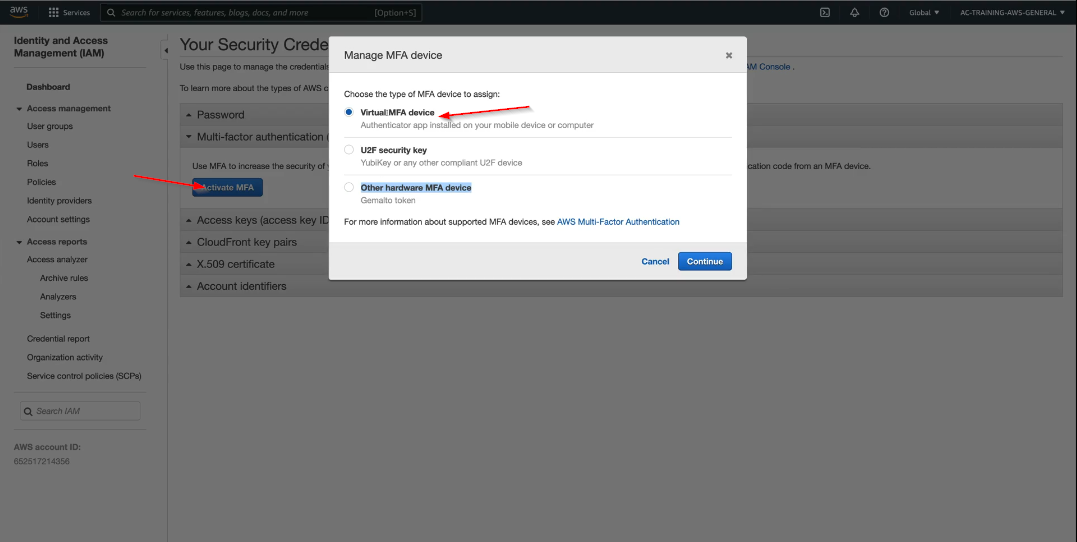 aws
Services
Search for services, features, blogs, docs, and more
[Option+S]
Global
AC-TRAINING-AWS-GENERAL
Identity and Access
Management (IAM)
Dashboard
Access management
User groups
Users
Roles
Policies
Identity providers
Account settings
Access reports
Access analyzer
Archive rules
Analyzers
Settings
Credential report
Organization activity
Service control policies (SCPs)
Search IAM
AWS account ID:
652517214356
Your Security Crede
Use this page to manage the credentials
AM Console .
To learn more about the types of AWS c
Password
Multi-factor authentication (
Use MFA to increase the security of y
ication code from an MFA device.
Activate MFA
Access keys (access key ID
CloudFront key pairs
X.509 certificate
Account identifiers
Manage MFA device
Choose the type of MFA device to assign:
Virtual MFA device
Authenticator app installed on your mobile device or computer
U2F security key
YubiKey or any other compliant U2F device
Other hardware MFA device
Gemalto token
For more information about supported MFA devices, see AWS Multi-Factor Authentication
Cancel
Continue